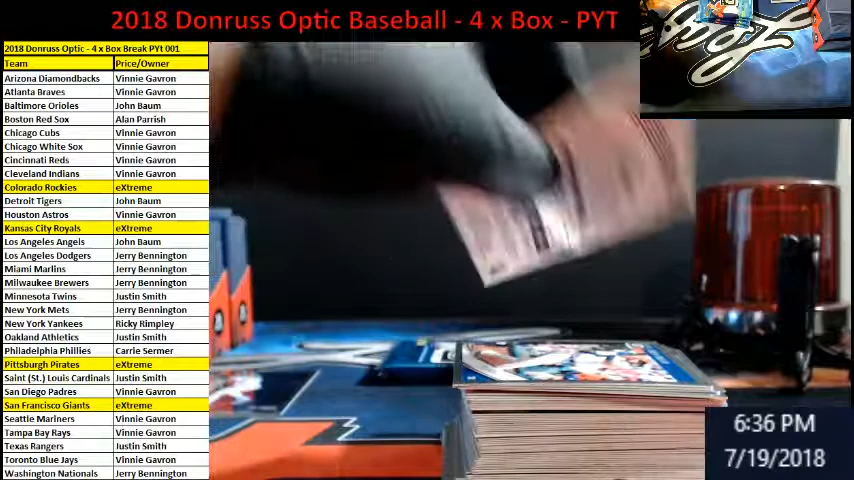 2018 Donruss Optic Baseball - 4 x Box - PYT
2018 Donruss Optic - 4 x Box Break PYt 001
Team Price/Owner
Arizona Diamondbacks Vinnie Gavron
Atlanta Braves Vinnie Gavron
Baltimore Orioles John Baum
Boston Red Sox Alan Parrish
Chicago Cubs Vinnie Gavron
Chicago White Sox Vinnie Gavron
Cincinnati Reds Vinnie Gavron
Cleveland Indians Vinnie Gavron
Colorado Rockies eXtreme
Detroit Tigers John Baum
Houston Astros Vinnie Gavron
Kansas City Royals eXtreme
Los Angeles Angels John Baum
Los Angeles Dodgers Jerry Bennington
Miami Marlins Jerry Bennington
Milwaukee Brewers Jerry Bennington
Minnesota Twins Justin Smith
New York Mets Jerry Bennington
New York Yankees Ricky Rimpley
Oakland Athletics Justin Smith
Philadelphia Phillies Carrie Sermer
Pittsburgh Pirates eXtreme
Saint (St.) Louis Cardinals Justin Smith
San Diego Padres Vinnie Gavron
San Francisco Giants eXtreme
Seattle Mariners Vinnie Gavron
Tampa Bay Rays Vinnie Gavron
Texas Rangers Justin Smith
Toronto Blue Jays Vinnie Gavron
Washington Nationals Jerry Bennington
6:36 PM
7/19/2018